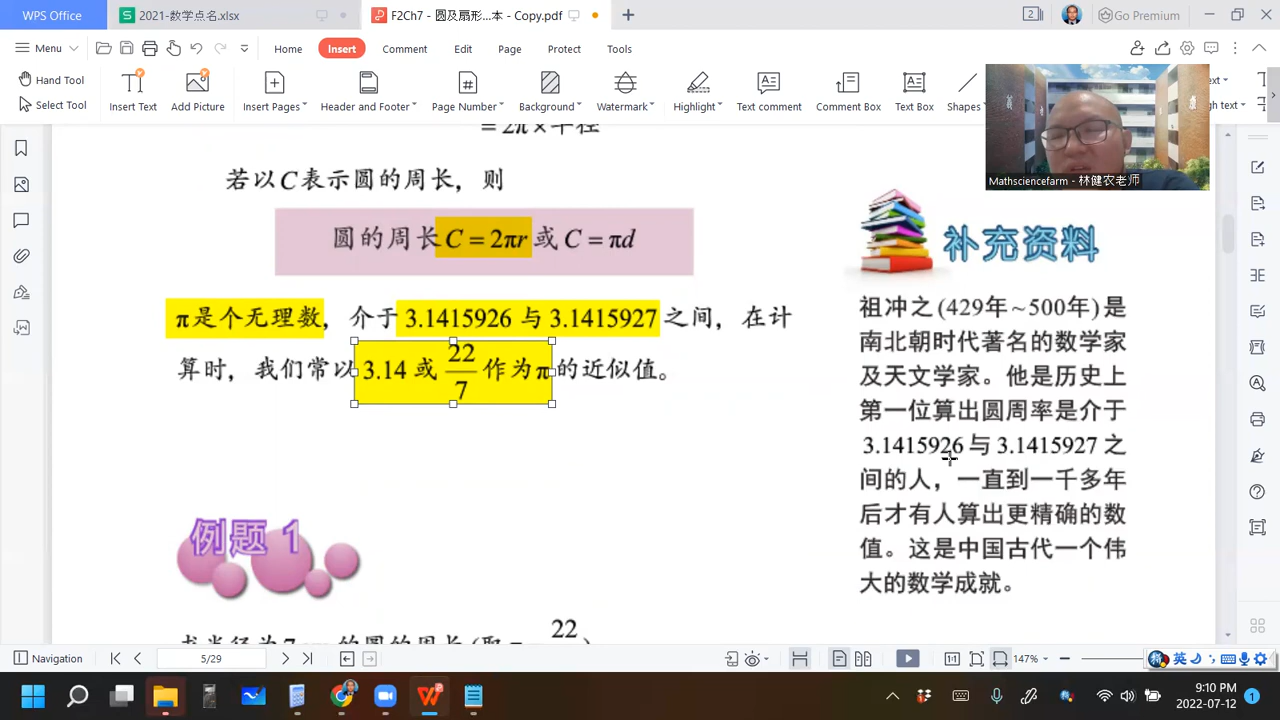 WPS Office
2021-数学点名.xlsx
F2Ch7 - 圆及扇形...本 - Copy.pdf
2
Go Premium
Menu
Home
Insert
Comment
Edit
Page
Protect
Tools
Hand Tool
Select Tool
Insert Text
Add Picture
Insert Pages
Header and Footer
Page Number
Background
Watermark
Highlight
Text comment
Comment Box
Text Box
Shapes
Mathsciencefarm - 林健农老师
= 2π × 半径
若以 C 表示圆的周长，则
圆的周长 C = 2πr 或 C = πd
π是个无理数，介于 3.1415926 与 3.1415927 之间，在计
算时，我们常以 3.14 或 22/7 作为π的近似值。
补充资料
祖冲之 (429年~500年) 是
南北朝时代著名的数学家
及天文学家。他是历史上
第一位算出圆周率是介于
3.1415926 与 3.1415927 之
间的人，一直到一千多年
后才有人算出更精确的数
值。这是中国古代一个伟
大的数学成就。
例题 1
22
Navigation
5/29
147%
英
9:10 PM
2022-07-12
1